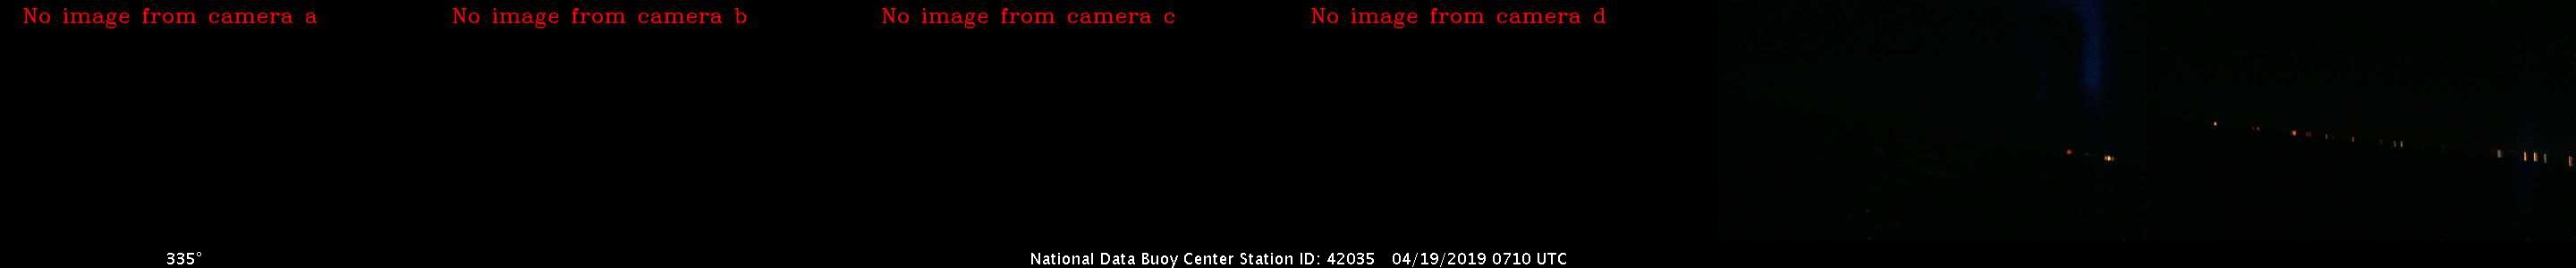 No image from camera a
No image from camera b
No image from camera c
No image from camera d
335°
National Data Buoy Center Station ID: 42035 04/19/2019 0710 UTC